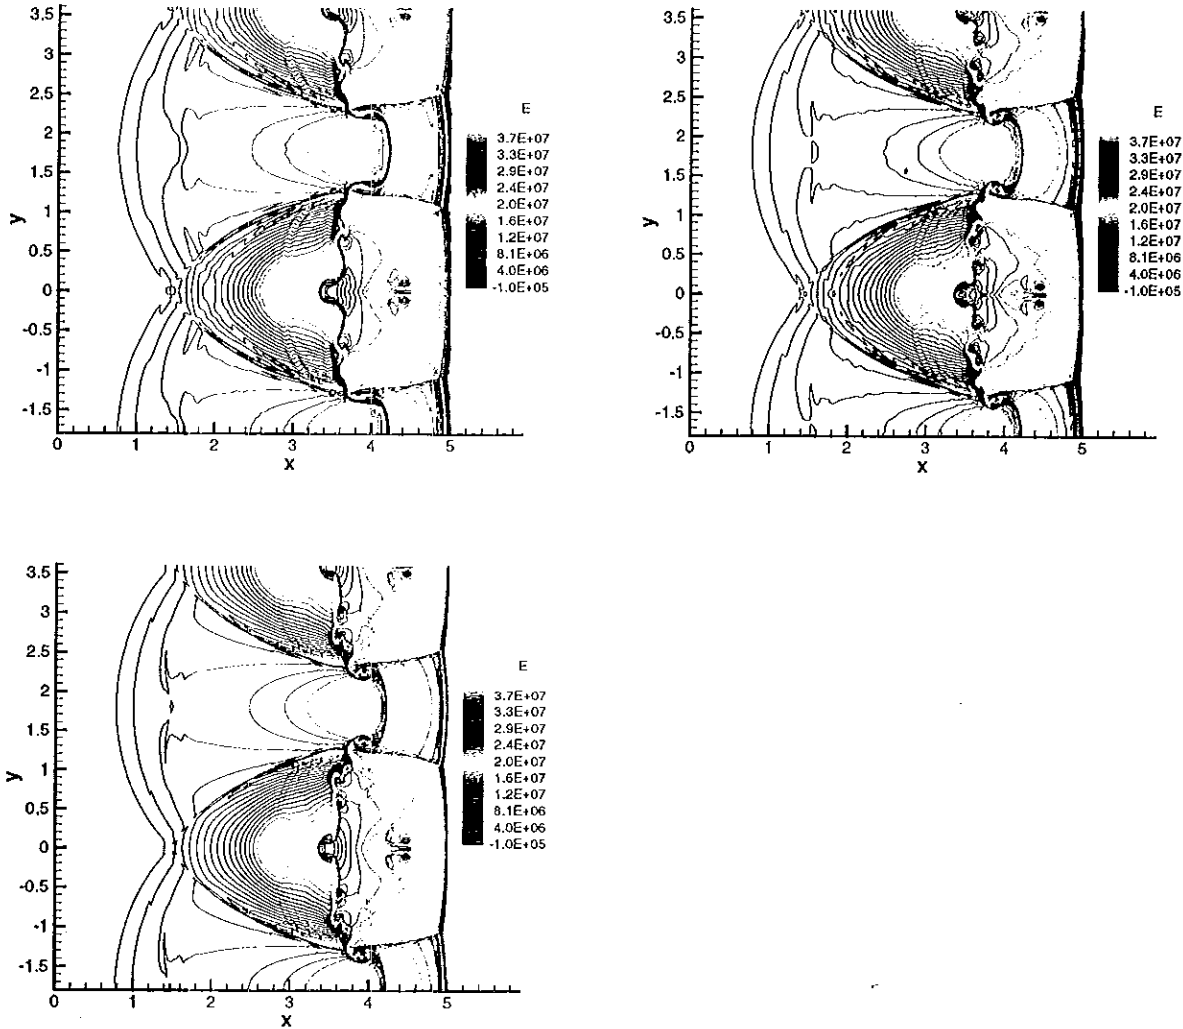 3.5
3
2.5
2
1.5
1
0.5
0
-0.5
-1
-1.5
y
0 1 2 3 4 5
x
E
3.7E+07
3.3E+07
2.9E+07
2.4E+07
2.0E+07
1.6E+07
1.2E+07
8.1E+06
4.0E+06
-1.0E+05
3.5
3
2.5
2
1.5
1
0.5
0
-0.5
-1
-1.5
y
0 1 2 3 4 5
x
E
3.7E+07
3.3E+07
2.9E+07
2.4E+07
2.0E+07
1.6E+07
1.2E+07
8.1E+06
4.0E+06
-1.0E+05
3.5
3
2.5
2
1.5
1
0.5
0
-0.5
-1
-1.5
y
0 1 2 3 4 5
x
E
3.7E+07
3.3E+07
2.9E+07
2.4E+07
2.0E+07
1.6E+07
1.2E+07
8.1E+06
4.0E+06
-1.0E+05